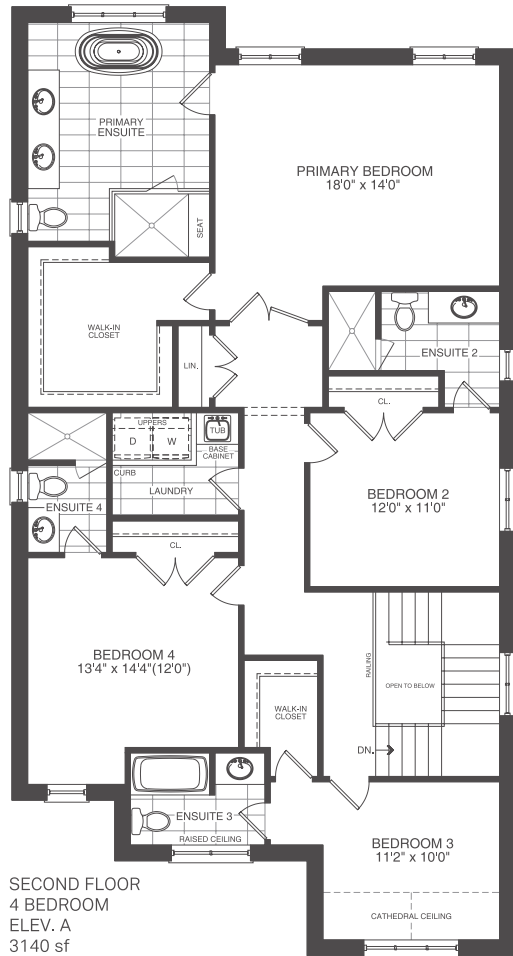 PRIMARY
ENSUITE
PRIMARY BEDROOM
18'0" x 14'0"
SEAT
WALK-IN
CLOSET
LIN.
ENSUITE 2
CL.
UPPERS
D
W
TUB
BASE
CABINET
CURB
LAUNDRY
ENSUITE 4
CL.
BEDROOM 2
12'0" x 11'0"
BEDROOM 4
13'4" x 14'4"(12'0")
RAILING
OPEN TO BELOW
WALK-IN
CLOSET
DN.
ENSUITE 3
RAISED CEILING
BEDROOM 3
11'2" x 10'0"
CATHEDRAL CEILING
SECOND FLOOR
4 BEDROOM
ELEV. A
3140 sf